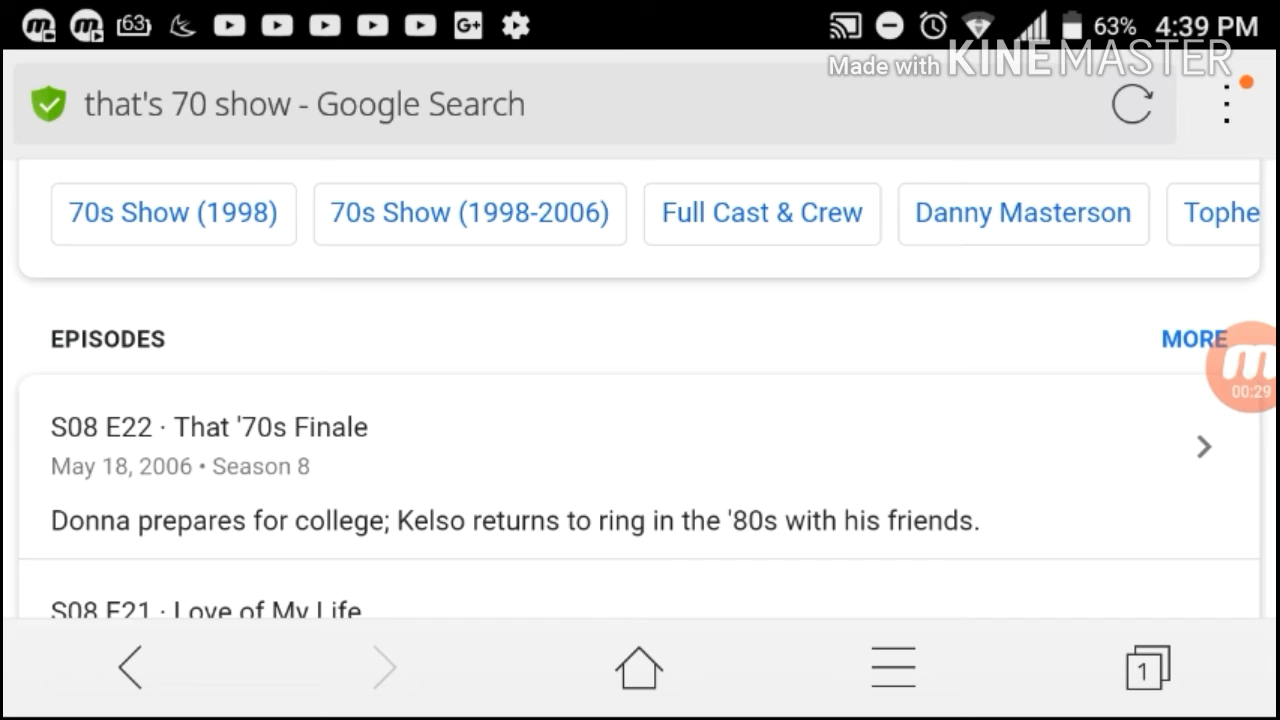 63 G+ 63% 4:39 PM
Made with KINEMASTER
that's 70 show - Google Search
70s Show (1998) 70s Show (1998-2006) Full Cast & Crew Danny Masterson Tophe
EPISODES MORE
00:29
S08 E22 · That '70s Finale
May 18, 2006 • Season 8
Donna prepares for college; Kelso returns to ring in the '80s with his friends.
S08 E21 · Love of My Life
1